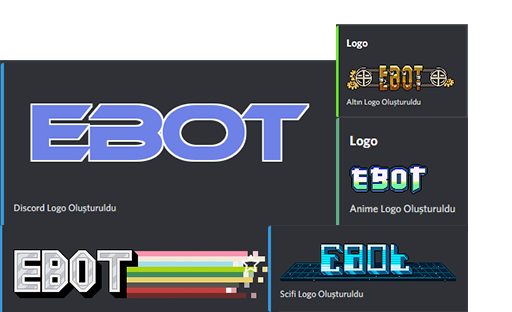 EBOT
Discord Logo Oluşturuldu
Logo
EBOT
Altın Logo Oluşturuldu
Logo
EBOT
Anime Logo Oluşturuldu
EBOT
EBOT
Scifi Logo Oluşturuldu